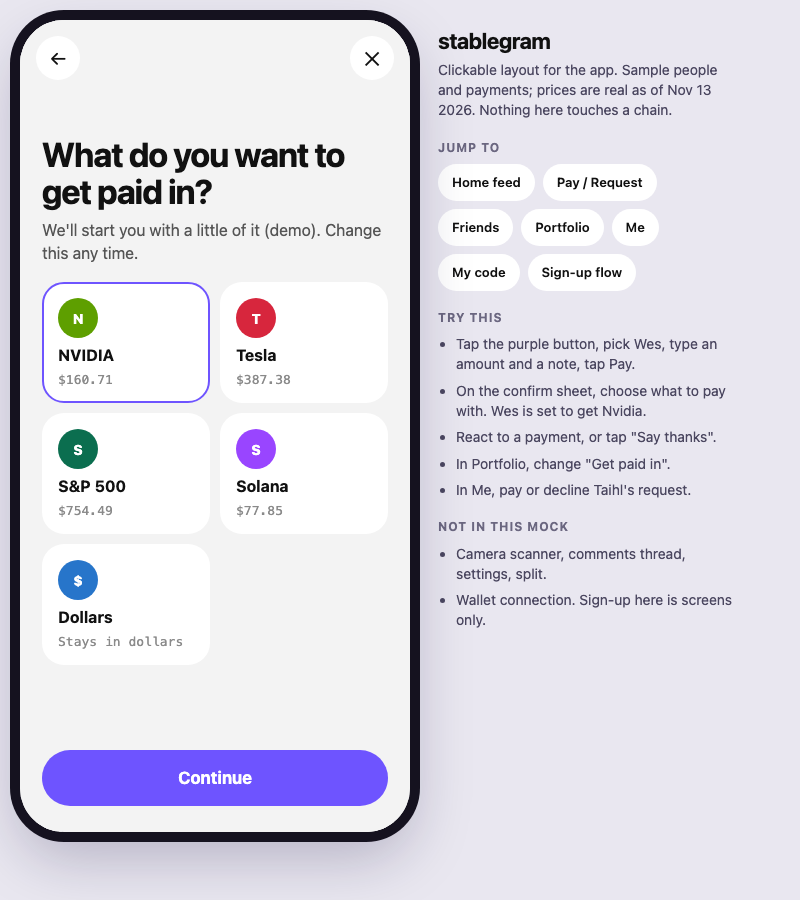 ←
What do you want to
get paid in?
We'll start you with a little of it (demo). Change
this any time.
N
NVIDIA
$160.71
T
Tesla
$387.38
S
S&P 500
$754.49
S
Solana
$77.85
$
Dollars
Stays in dollars
Continue
stablegram
Clickable layout for the app. Sample people
and payments; prices are real as of Nov 13
2026. Nothing here touches a chain.
JUMP TO
Home feed
Pay / Request
Friends
Portfolio
Me
My code
Sign-up flow
TRY THIS
• Tap the purple button, pick Wes, type an
amount and a note, tap Pay.
• On the confirm sheet, choose what to pay
with. Wes is set to get Nvidia.
• React to a payment, or tap "Say thanks".
• In Portfolio, change "Get paid in".
• In Me, pay or decline Taihl's request.
NOT IN THIS MOCK
• Camera scanner, comments thread,
settings, split.
• Wallet connection. Sign-up here is screens
only.